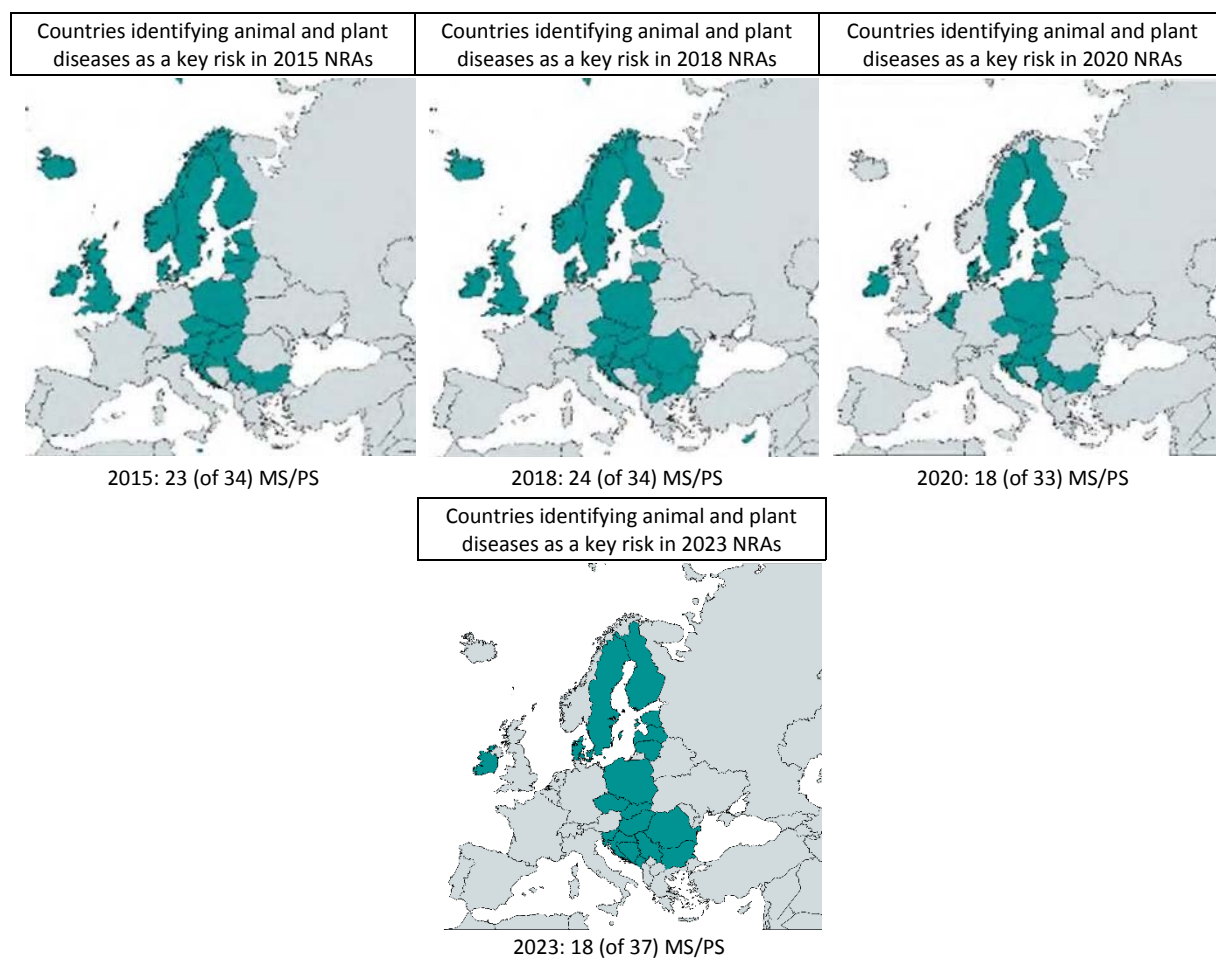 Countries identifying animal and plant
diseases as a key risk in 2015 NRAs
Countries identifying animal and plant
diseases as a key risk in 2018 NRAs
Countries identifying animal and plant
diseases as a key risk in 2020 NRAs
2015: 23 (of 34) MS/PS
2018: 24 (of 34) MS/PS
2020: 18 (of 33) MS/PS
Countries identifying animal and plant
diseases as a key risk in 2023 NRAs
2023: 18 (of 37) MS/PS